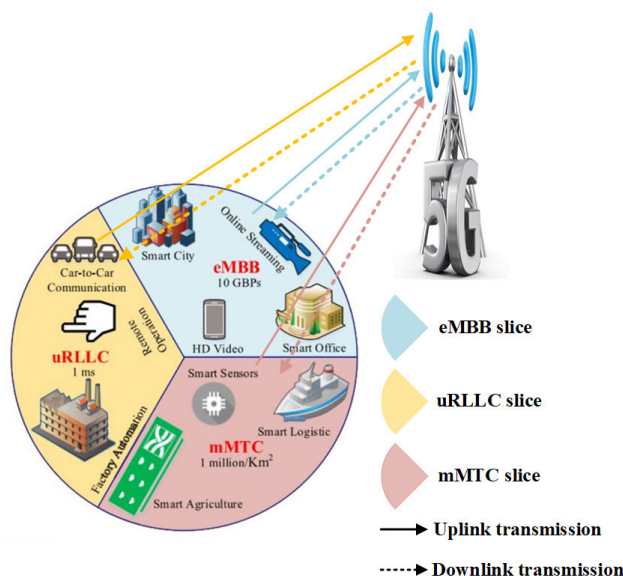 5G
Smart City
Online Streaming
eMBB
10 GBPs
Car-to-Car
Communication
Remote
Operation
HD Video
Smart Office
uRLLC
1 ms
Smart Sensors
Smart Logistic
mMTC
1 million/Km²
Factory Automation
Smart Agriculture
eMBB slice
uRLLC slice
mMTC slice
Uplink transmission
Downlink transmission